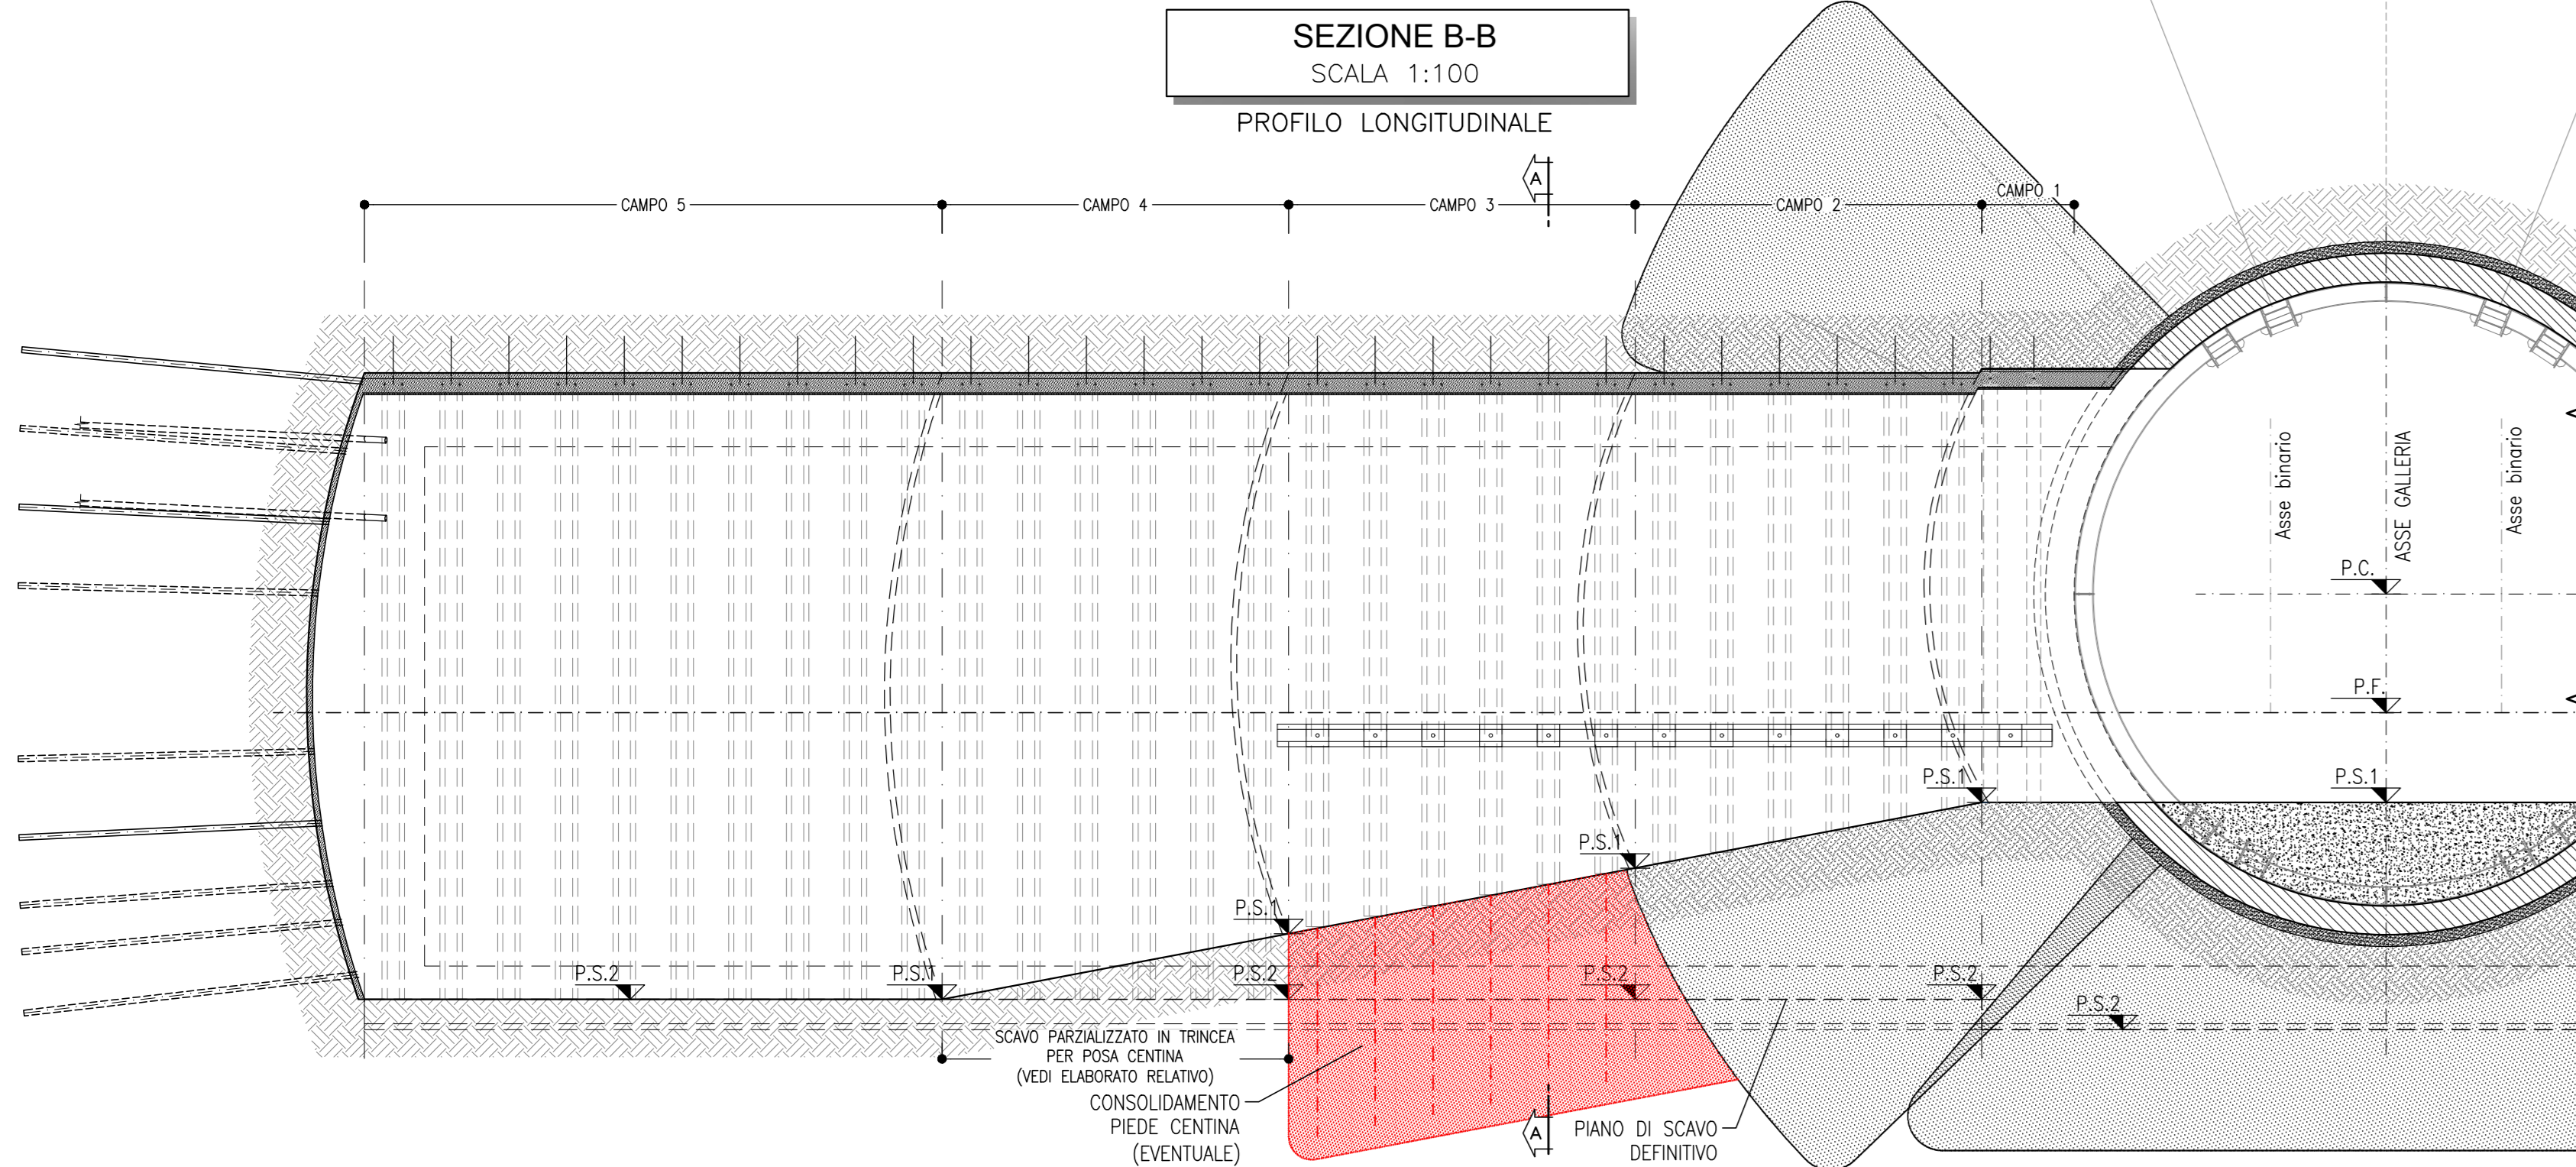 SEZIONE B-B
SCALA 1:100
PROFILO LONGITUDINALE
A
CAMPO 5
CAMPO 4
CAMPO 3
CAMPO 2
CAMPO 1
Asse binario
ASSE GALLERIA
Asse binario
P.C.
P.F.
P.S.1
P.S.1
P.S.1
P.S.1
P.S.1
P.S.2
P.S.2
P.S.2
P.S.2
P.S.2
SCAVO PARZIALIZZATO IN TRINCEA
PER POSA CENTINA
(VEDI ELABORATO RELATIVO)
CONSOLIDAMENTO
PIEDE CENTINA
(EVENTUALE)
A
PIANO DI SCAVO
DEFINITIVO